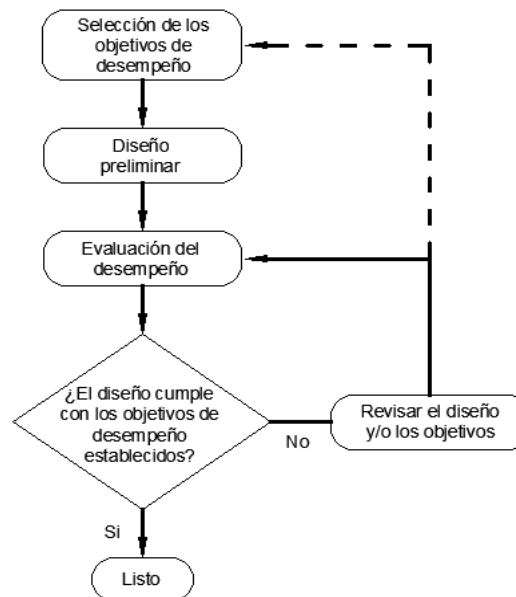 Selección de los
objetivos de
desempeño
Diseño
preliminar
Evaluación del
desempeño
¿El diseño cumple
con los objetivos de
desempeño
establecidos?
No
Revisar el diseño
y/o los objetivos
Si
Listo